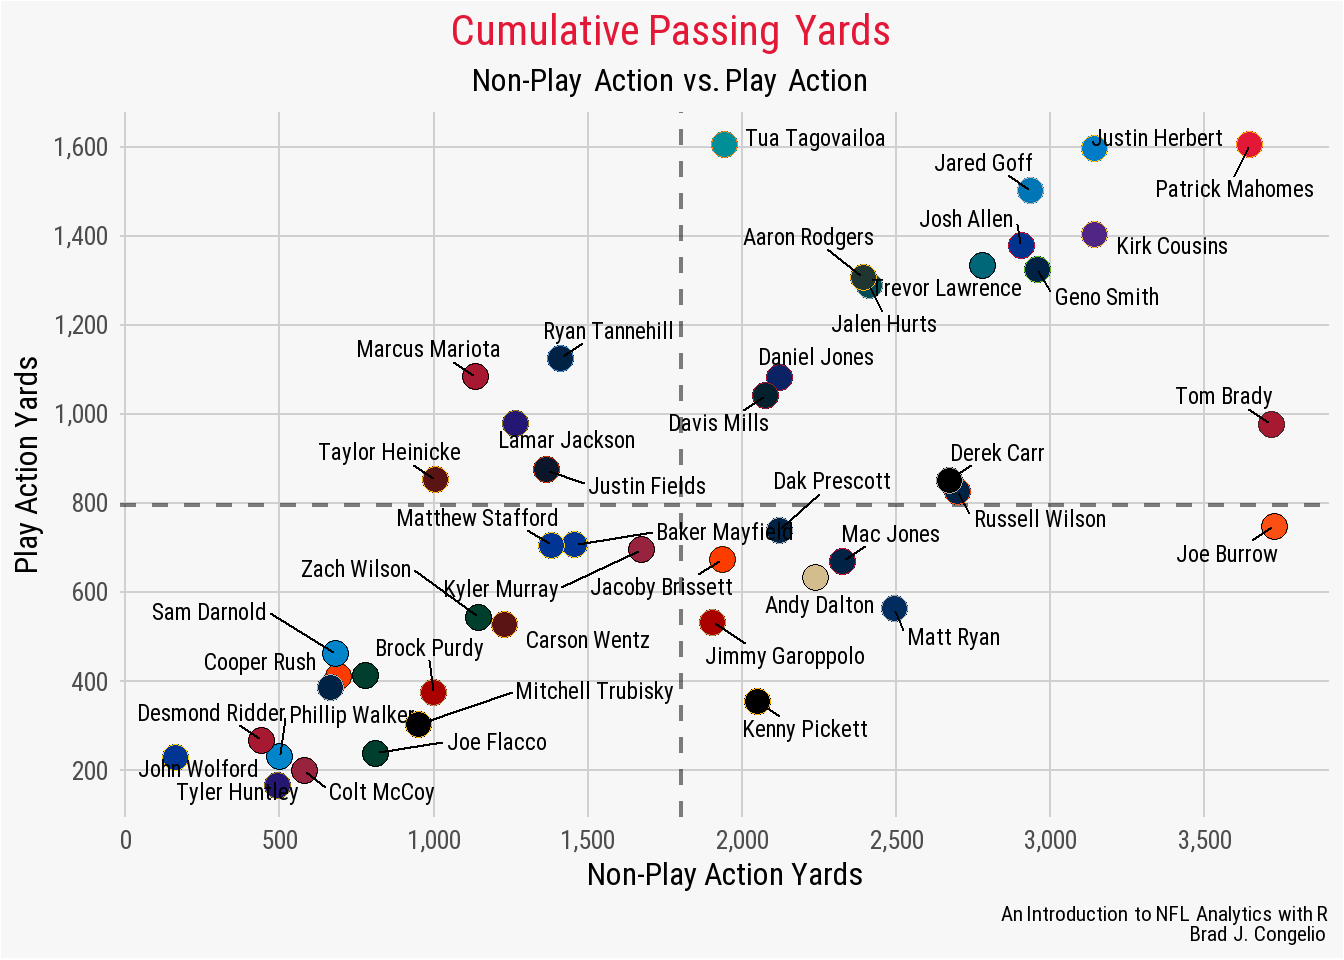 Cumulative Passing Yards
Non-Play Action vs. Play Action
Play Action Yards
1,600
1,400
1,200
1,000
800
600
400
200
Tua Tagovailoa
Justin Herbert
Jared Goff
Patrick Mahomes
Josh Allen
Aaron Rodgers
Kirk Cousins
Trevor Lawrence
Geno Smith
Jalen Hurts
Ryan Tannehill
Marcus Mariota
Daniel Jones
Tom Brady
Davis Mills
Lamar Jackson
Taylor Heinicke
Derek Carr
Justin Fields
Dak Prescott
Matthew Stafford
Russell Wilson
Baker Mayfield
Mac Jones
Joe Burrow
Zach Wilson
Kyler Murray
Jacoby Brissett
Sam Darnold
Andy Dalton
Carson Wentz
Matt Ryan
Brock Purdy
Jimmy Garoppolo
Cooper Rush
Mitchell Trubisky
Desmond Ridder
Phillip Walker
Kenny Pickett
Joe Flacco
John Wolford
Tyler Huntley
Colt McCoy
0
500
1,000
1,500
2,000
2,500
3,000
3,500
Non-Play Action Yards
An Introduction to NFL Analytics with R
Brad J. Congelio